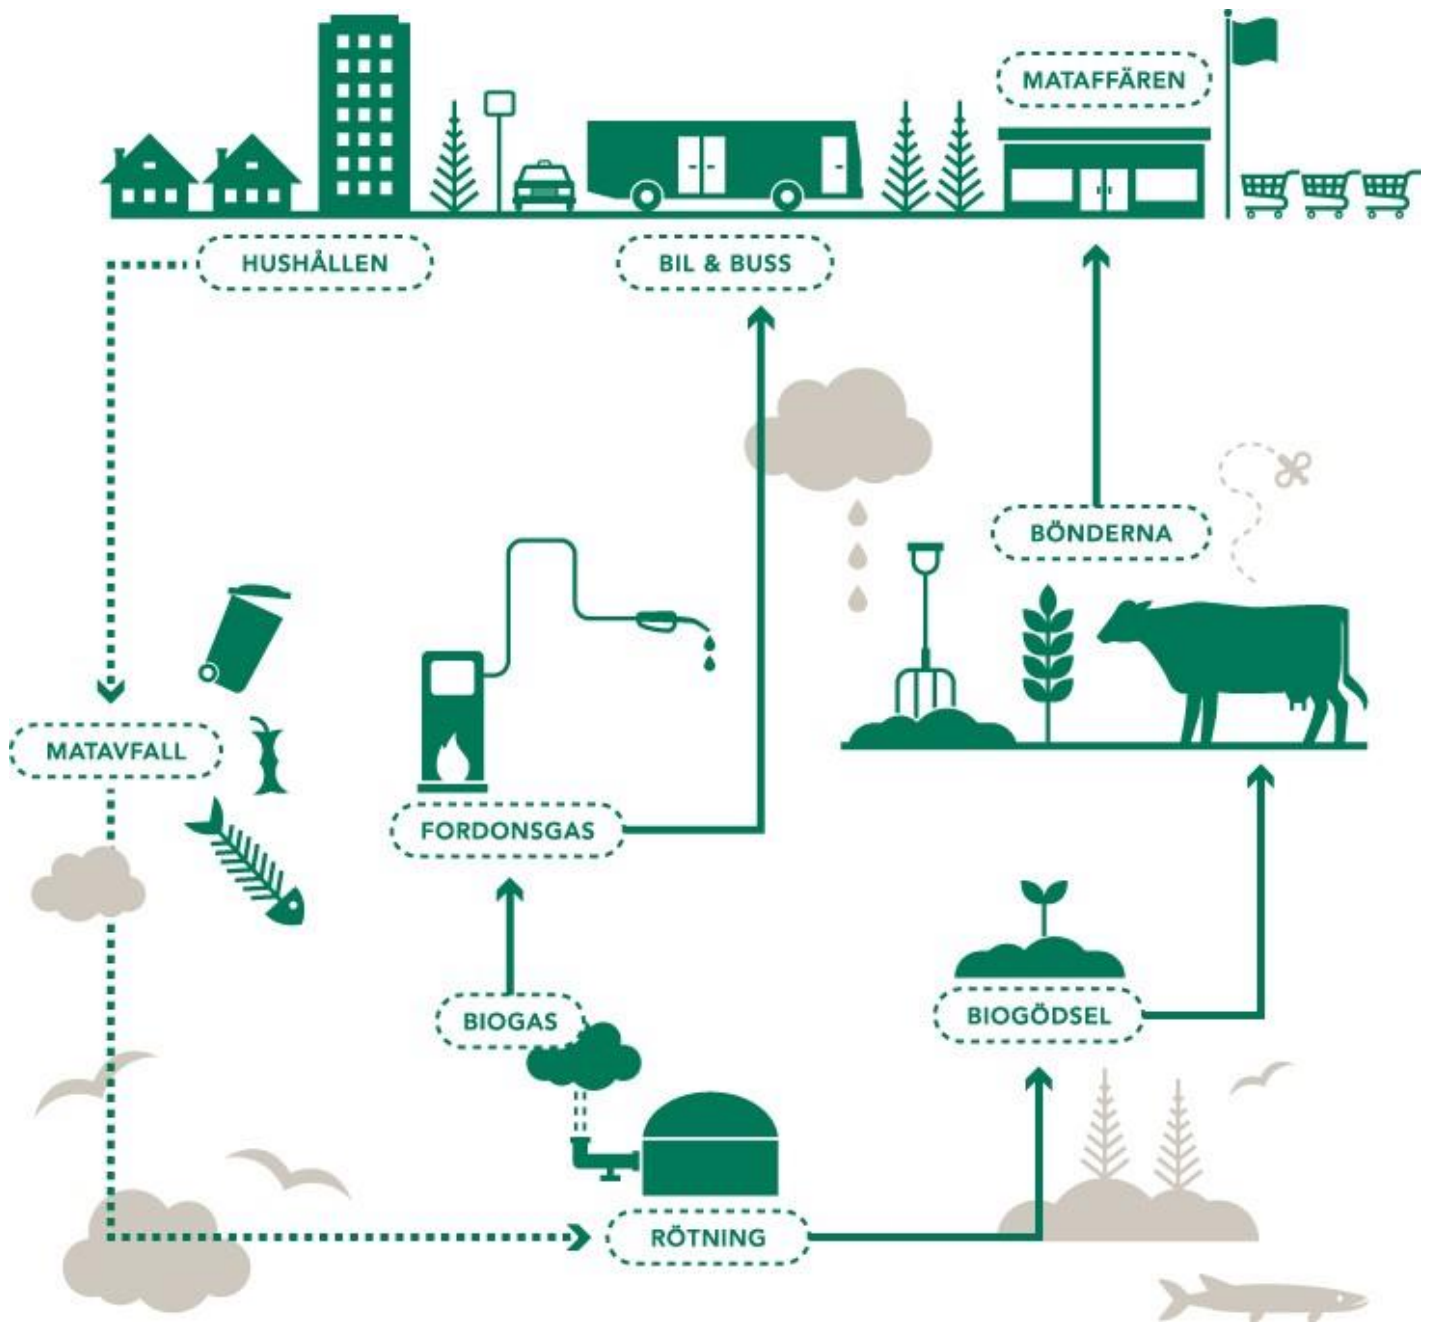 MATAFFÄREN
HUSHÅLLEN
BIL & BUSS
BÖNDERNA
MATAVFALL
FORDONSGAS
BIOGAS
BIOGÖDSEL
RÖTNING